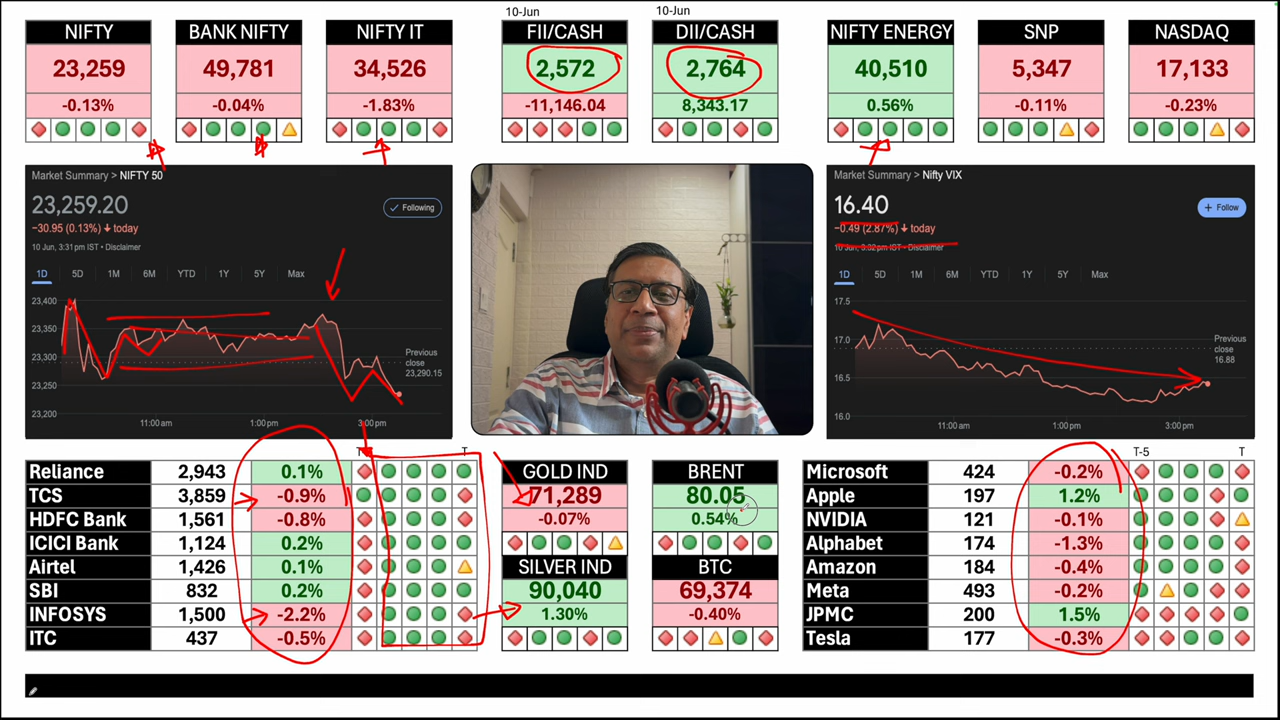 10-Jun
10-Jun
NIFTY
BANK NIFTY
NIFTY IT
FII/CASH
DII/CASH
NIFTY ENERGY
SNP
NASDAQ
23,259
49,781
34,526
2,572
2,764
40,510
5,347
17,133
-0.13%
-0.04%
-1.83%
-11,146.04
8,343.17
0.56%
-0.11%
-0.23%
Market Summary > NIFTY 50
23,259.20
Following
−30.95 (0.13%) ↓ today
10 Jun, 3:31 pm IST • Disclaimer
1D 5D 1M 6M YTD 1Y 5Y Max
23,400
23,350
23,300
23,250
23,200
Previous
close
23,290.15
11:00 am 1:00 pm 3:00 pm
Market Summary > Nifty VIX
16.40
+ Follow
−0.49 (2.87%) ↓ today
10 Jun, 3:32 pm IST • Disclaimer
1D 5D 1M 6M YTD 1Y 5Y Max
17.5
17.0
16.5
16.0
Previous
close
16.88
11:00 am 1:00 pm 3:00 pm
T
Reliance 2,943 0.1%
TCS 3,859 -0.9%
HDFC Bank 1,561 -0.8%
ICICI Bank 1,124 0.2%
Airtel 1,426 0.1%
SBI 832 0.2%
INFOSYS 1,500 -2.2%
ITC 437 -0.5%
GOLD IND
71,289
-0.07%
BRENT
80.05
0.54%
SILVER IND
90,040
1.30%
BTC
69,374
-0.40%
T-5 T
Microsoft 424 -0.2%
Apple 197 1.2%
NVIDIA 121 -0.1%
Alphabet 174 -1.3%
Amazon 184 -0.4%
Meta 493 -0.2%
JPMC 200 1.5%
Tesla 177 -0.3%